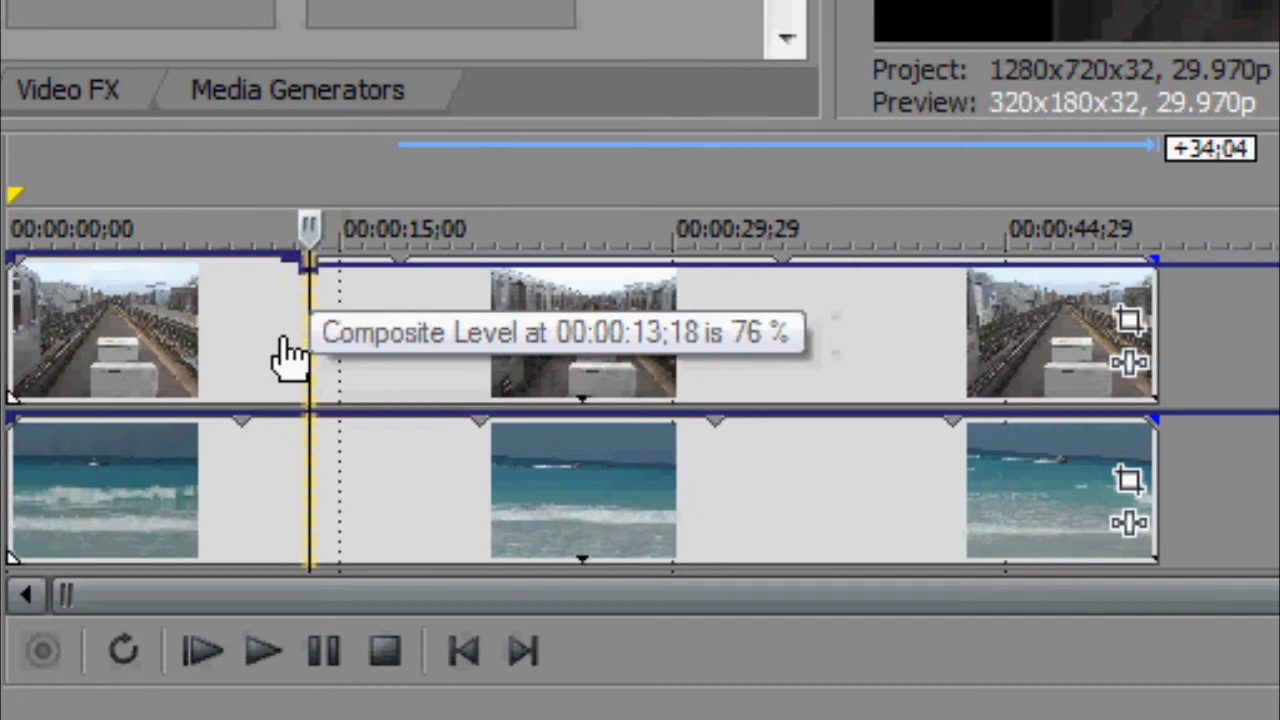 Video FX
Media Generators
Project: 1280x720x32, 29.970p
Preview: 320x180x32, 29.970p
+34;04
00:00:00;00
00:00:15;00
00:00:29;29
00:00:44;29
Composite Level at 00:00:13;18 is 76 %